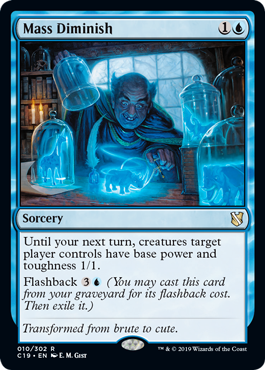 Mass Diminish 1
Sorcery
Until your next turn, creatures target
player controls have base power and
toughness 1/1.
Flashback 3 (You may cast this
card from your graveyard for its flashback cost.
Then exile it.)
Transformed from brute to cute.
010/302 R
C19 • EN E. M. GIST ™ & © 2019 Wizards of the Coast